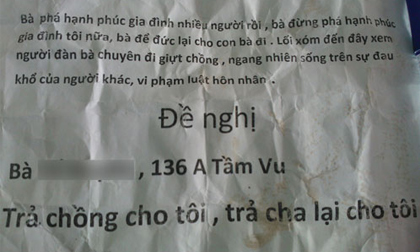 Bà phá hạnh phúc gia đình nhiều người rồi , bà đừng phá hạnh phúc
gia đình tôi nữa, bà để đức lại cho con bà đi . Lối xóm đến đây xem
người đàn bà chuyên đi giựt chồng , ngang nhiên sống trên sự đau
khổ của người khác, vi phạm luật hôn nhân .
Đề nghị
Bà , 136 A Tầm Vu
Trả chồng cho tôi , trả cha lại cho tôi